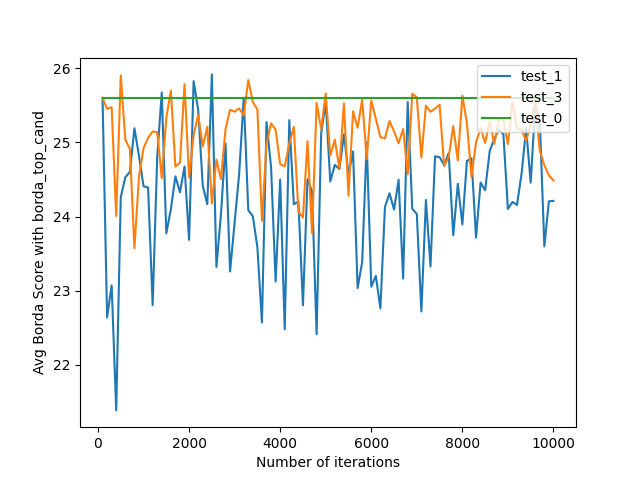 26
25
24
23
22
Avg Borda Score with borda_top_cand
test_1
test_3
test_0
0
2000
4000
6000
8000
10000
Number of iterations